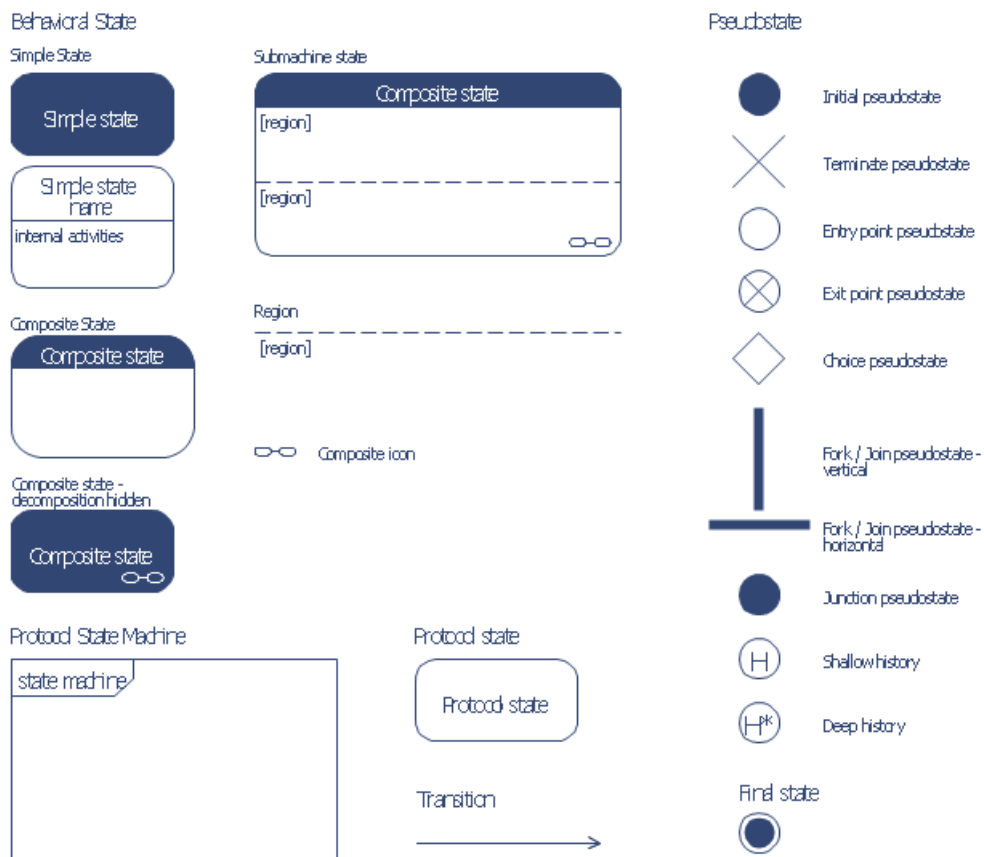 Behavioral State
Simple State
Simple state
Simple state
name
internal activities
Composite State
Composite state
Composite state -
decomposition hidden
Composite state
Submachine state
Composite state
[region]
[region]
Region
[region]
Composite icon
Protocol State Machine
state machine
Protocol state
Protocol state
Transition
Pseudostate
Initial pseudostate
Terminate pseudostate
Entry point pseudostate
Exit point pseudostate
Choice pseudostate
Fork / Join pseudostate -
vertical
Fork / Join pseudostate -
horizontal
Junction pseudostate
H
Shallow history
H*
Deep history
Final state